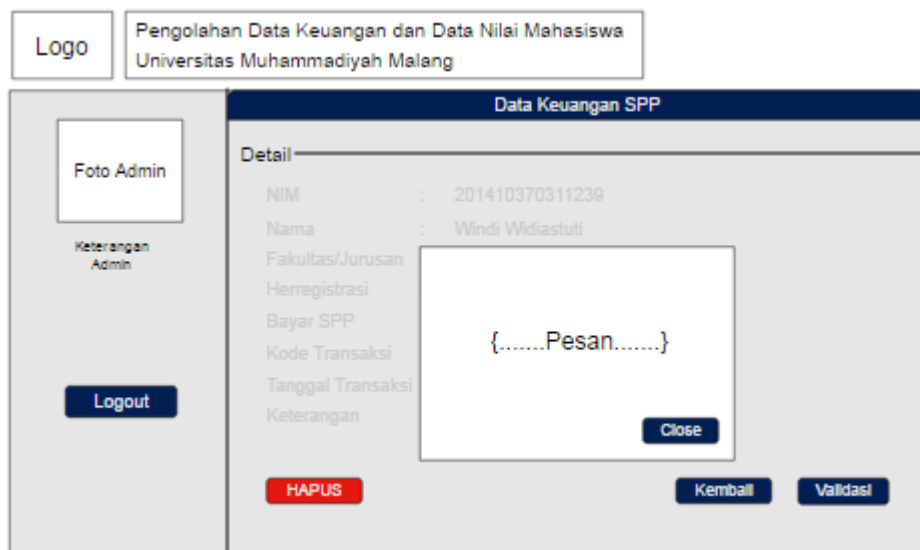 Logo
Pengolahan Data Keuangan dan Data Nilai Mahasiswa
Universitas Muhammadiyah Malang
Foto Admin
Keterangan
Admin
Logout
Data Keuangan SPP
Detail
NIM : 201410370311239
Nama : Windi Widiastuti
Fakultas/Jurusan
Herregistrasi
Bayar SPP
Kode Transaksi
Tanggal Transaksi
Keterangan
{.......Pesan.......}
Close
HAPUS
Kembali
Validasi